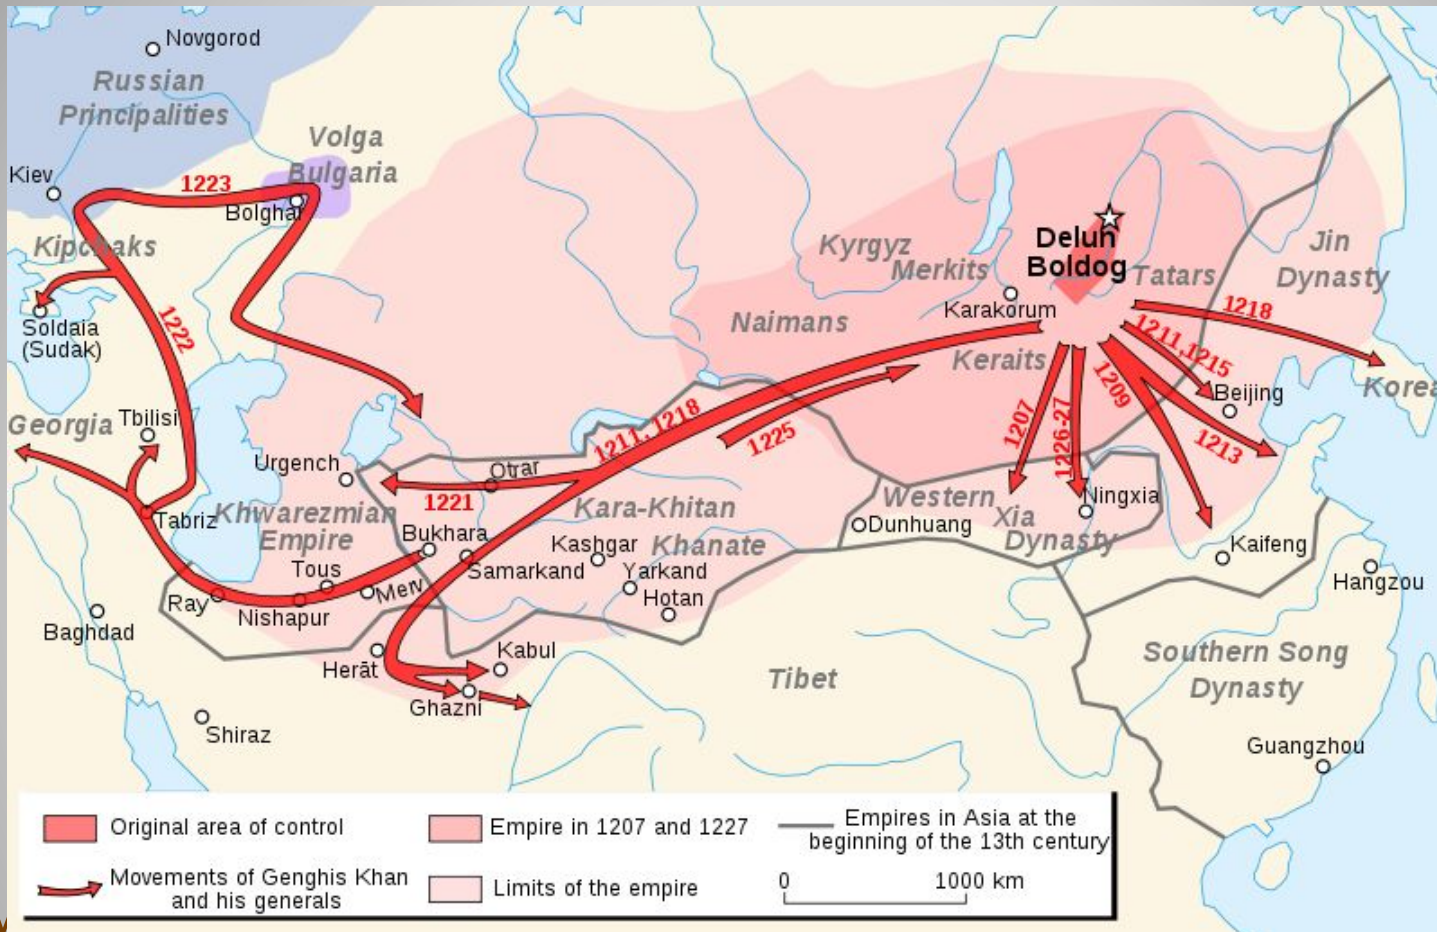 Novgorod
Russian
Principalities
Volga
Bulgaria
Kiev
1223
Bolghar
Kipchaks
Deluh
Boldog
Jin
Dynasty
Kyrgyz
Merkits
Tatars
Karakorum
1218
Soldaia
(Sudak)
1222
Naimans
Keraits
1211,1215
Korea
1209
Beijing
Georgia
Tbilisi
1211, 1218
1225
1207
1226-27
1213
Urgench
Otrar
1221
Tabriz
Khwarezmian
Empire
Kara-Khitan
Khanate
Western
Xia
Dynasty
Ningxia
Dunhuang
Bukhara
Kashgar
Kaifeng
Tous
Samarkand
Yarkand
Hangzou
Ray
Merv
Hotan
Nishapur
Baghdad
Herāt
Kabul
Tibet
Southern Song
Dynasty
Ghazni
Shiraz
Guangzhou
Original area of control
Movements of Genghis Khan
and his generals
Empire in 1207 and 1227
Limits of the empire
Empires in Asia at the
beginning of the 13th century
0 1000 km